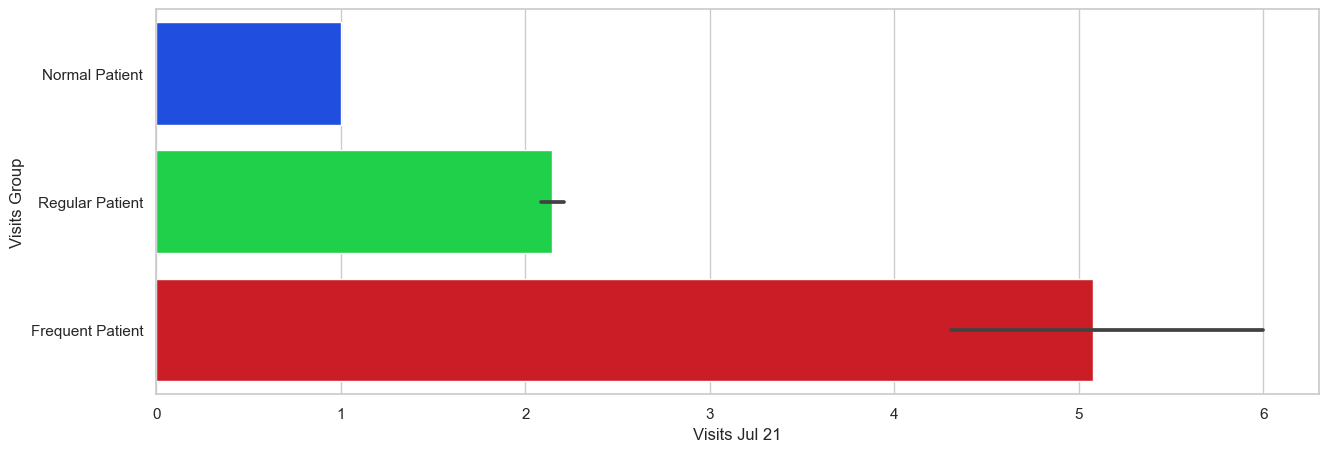 Visits Group
Normal Patient
Regular Patient
Frequent Patient
0 1 2 3 4 5 6
Visits Jul 21